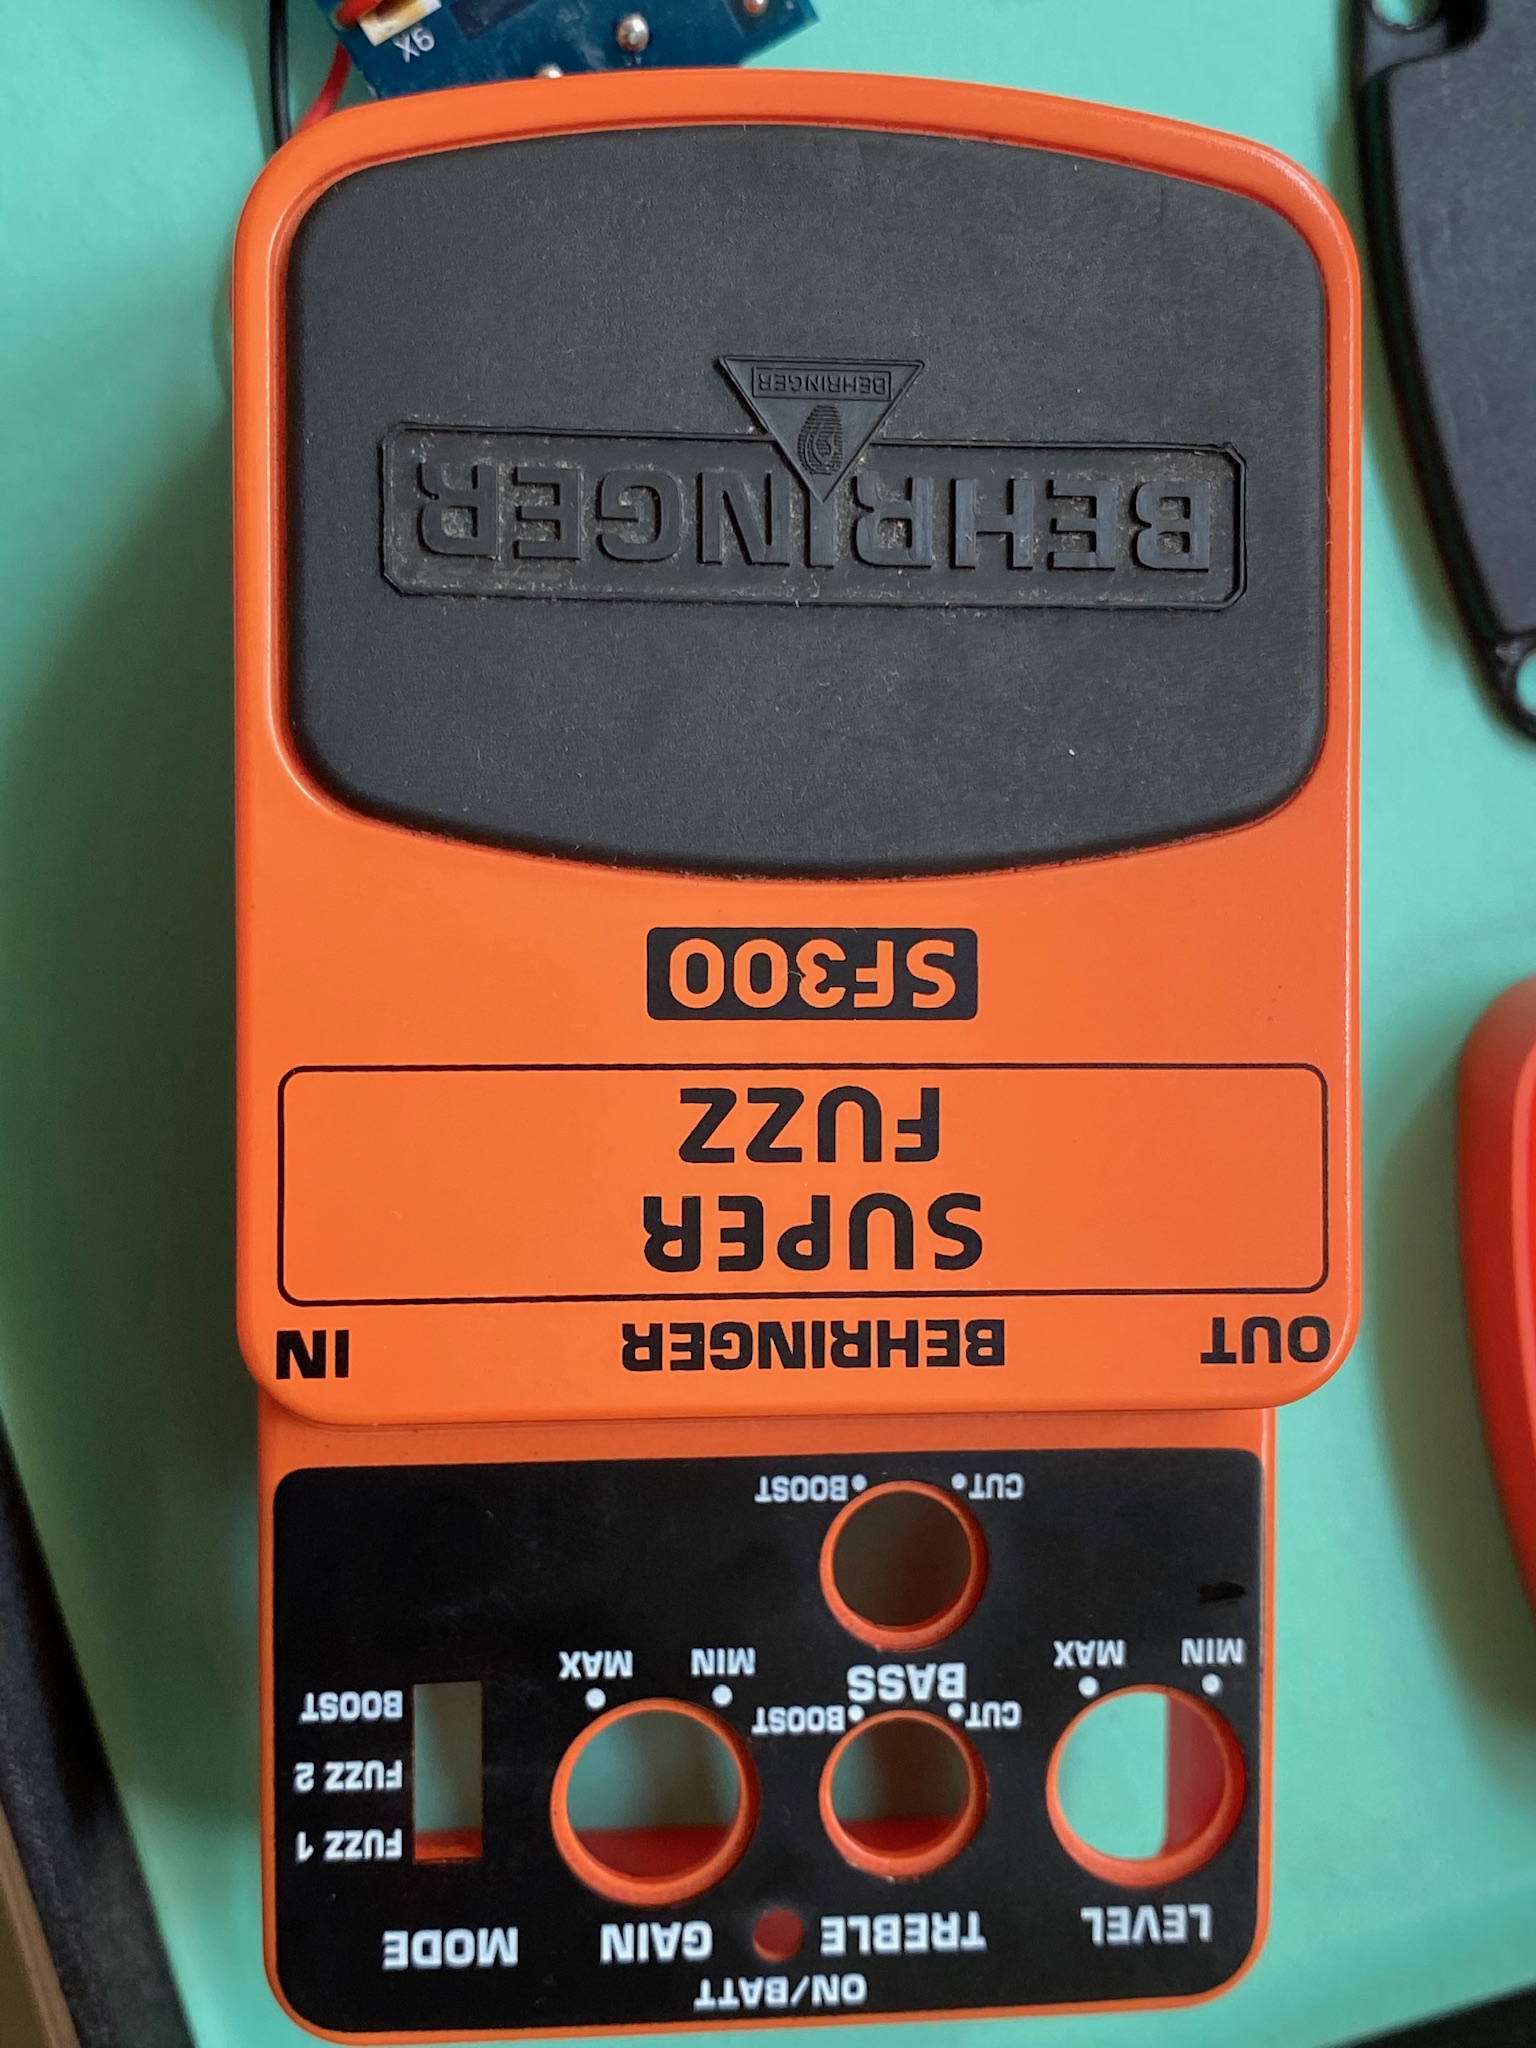 ON/BATT
LEVEL TREBLE GAIN MODE
FUZZ 1
FUZZ 2
BOOST
MIN MAX
CUT BOOST
MIN MAX
BASS
CUT BOOST
OUT BEHRINGER IN
SUPER
FUZZ
SF300
BEHRINGER
BEHRINGER
X6